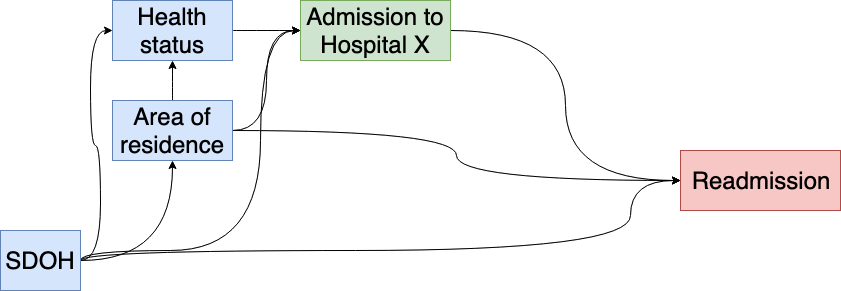 Health
status
Admission to
Hospital X
Area of
residence
Readmission
SDOH